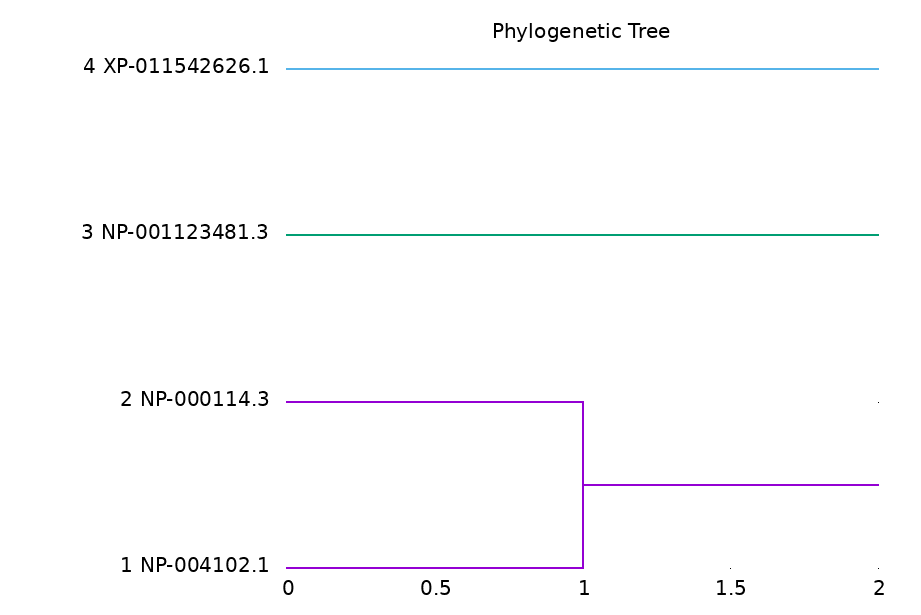 Phylogenetic Tree
4 XP-011542626.1
3 NP-001123481.3
2 NP-000114.3
1 NP-004102.1
0 0.5 1 1.5 2